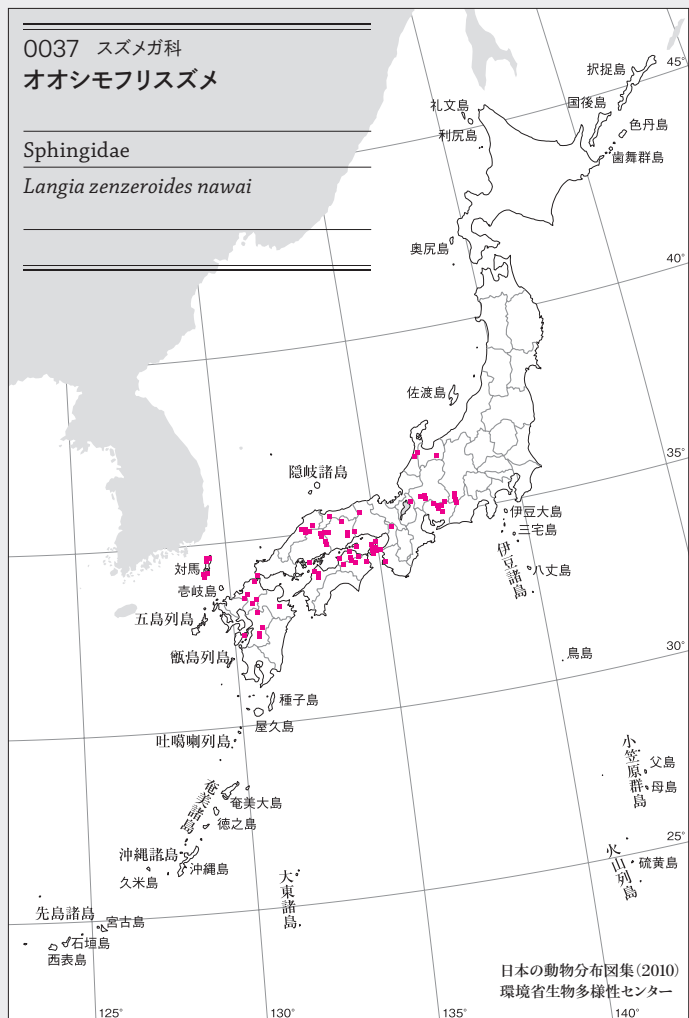 0037 スズメガ科
オオシモフリスズメ
Sphingidae
Langia zenzeroides nawai
45°
択捉島
礼文島
国後島
利尻島
色丹島
歯舞群島
奥尻島
40°
佐渡島
35°
隠岐諸島
伊豆大島
三宅島
伊豆諸島
八丈島
対馬
壱岐島
五島列島
甑島列島
鳥島
30°
種子島
屋久島
吐噶喇列島
小笠原群島
父島
母島
奄美諸島
奄美大島
徳之島
25°
沖縄諸島
沖縄島
久米島
大東諸島
火山列島
硫黄島
先島諸島
宮古島
石垣島
西表島
日本の動物分布図集(2010)
環境省生物多様性センター
125°
130°
135°
140°